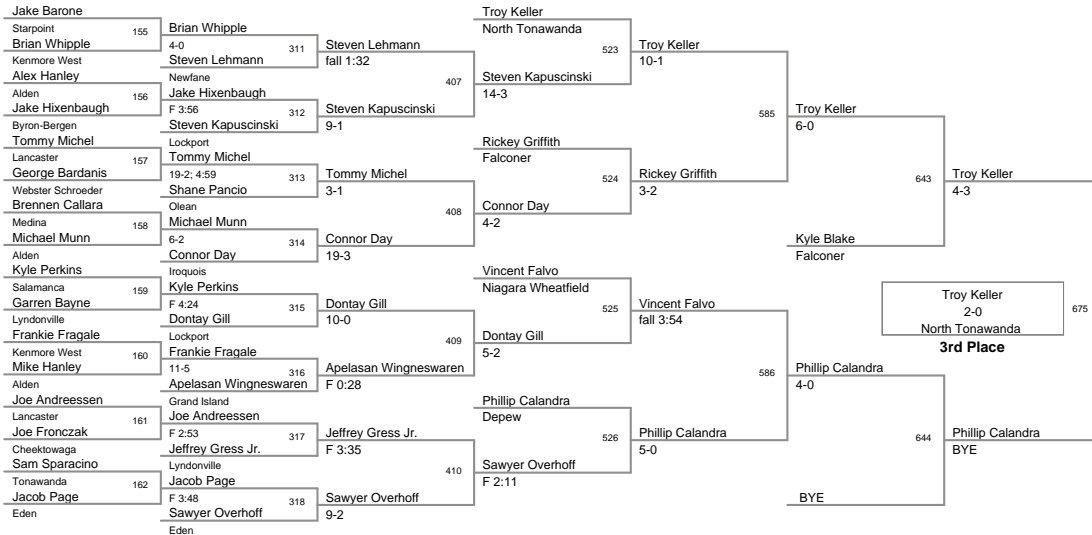 Jake Barone
Starpoint
155
Brian Whipple
Kenmore West
Alex Hanley
Alden
156
Jake Hixenbaugh
Byron-Bergen
Tommy Michel
Lancaster
157
George Bardanis
Webster Schroeder
Brennen Callara
Medina
158
Michael Munn
Alden
Kyle Perkins
Salamanca
159
Garren Bayne
Lyndonville
Frankie Fragale
Kenmore West
160
Mike Hanley
Alden
Joe Andreessen
Lancaster
161
Joe Fronczak
Cheektowaga
Sam Sparacino
Tonawanda
162
Jacob Page
Eden
Brian Whipple
4-0
311
Steven Lehmann
Newfane
Jake Hixenbaugh
F 3:56
312
Steven Kapuscinski
Lockport
Tommy Michel
19-2; 4:59
313
Shane Pancio
Olean
Michael Munn
6-2
314
Connor Day
Iroquois
Kyle Perkins
F 4:24
315
Dontay Gill
Lockport
Frankie Fragale
11-5
316
Apelasan Wingneswaren
Grand Island
Joe Andreessen
F 2:53
317
Jeffrey Gress Jr.
Lyndonville
Jacob Page
F 3:48
318
Sawyer Overhoff
Eden
Steven Lehmann
fall 1:32
407
Steven Kapuscinski
9-1
Tommy Michel
3-1
408
Connor Day
19-3
Dontay Gill
10-0
409
Apelasan Wingneswaren
F 0:28
Jeffrey Gress Jr.
F 3:35
410
Sawyer Overhoff
9-2
Troy Keller
North Tonawanda
523
Steven Kapuscinski
14-3
Rickey Griffith
Falconer
524
Connor Day
4-2
Vincent Falvo
Niagara Wheatfield
525
Dontay Gill
5-2
Phillip Calandra
Depew
526
Sawyer Overhoff
F 2:11
Troy Keller
10-1
585
Rickey Griffith
3-2
Vincent Falvo
fall 3:54
586
Phillip Calandra
5-0
Troy Keller
6-0
643
Kyle Blake
Falconer
Phillip Calandra
4-0
644
BYE
Troy Keller
4-3
Troy Keller
2-0
675
North Tonawanda
3rd Place
Phillip Calandra
BYE